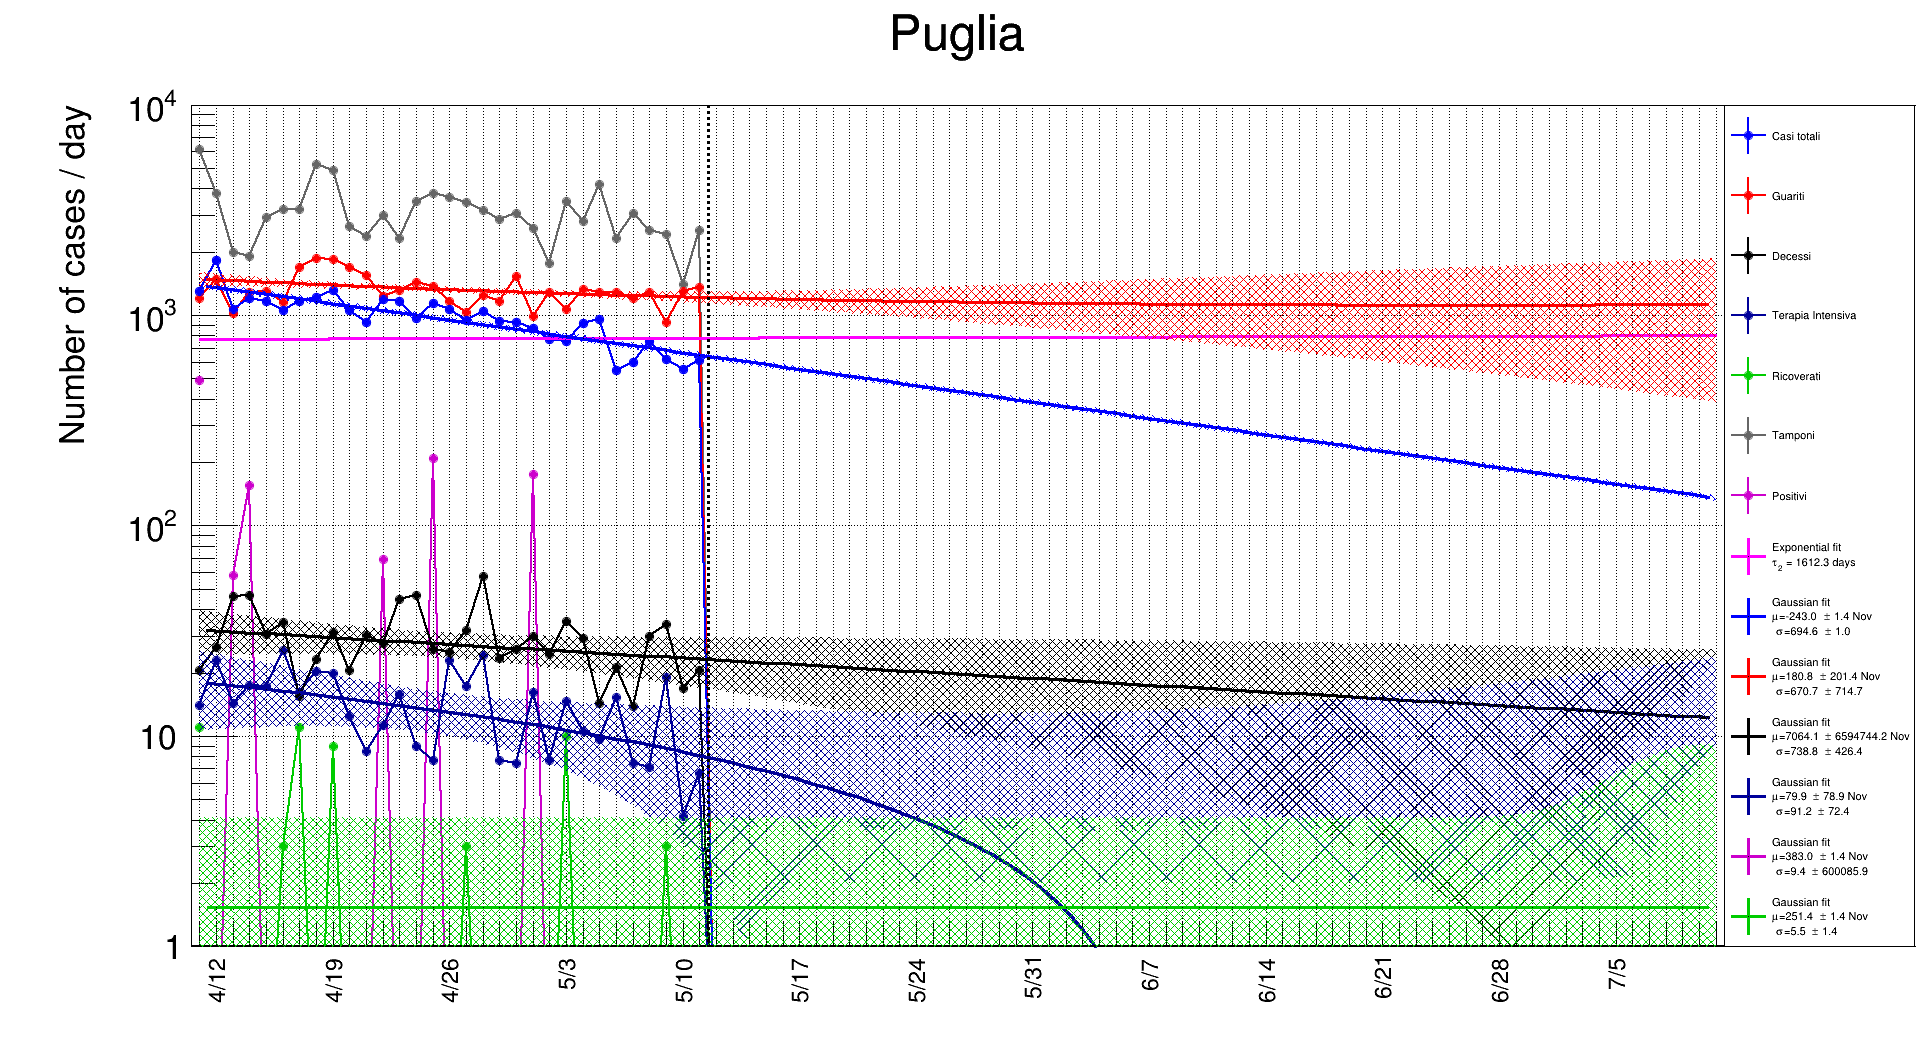 Puglia
Number of cases / day
10^4
10^3
10^2
10
1
4/12
4/19
4/26
5/3
5/10
5/17
5/24
5/31
6/7
6/14
6/21
6/28
7/5
Casi totali
Guariti
Decessi
Terapia Intensiva
Ricoverati
Tamponi
Positivi
Exponential fit
τ2 = 1612.3 days
Gaussian fit
μ=-243.0 ± 1.4 Nov
σ=694.6 ± 1.0
Gaussian fit
μ=180.8 ± 201.4 Nov
σ=670.7 ± 714.7
Gaussian fit
μ=7064.1 ± 6594744.2 Nov
σ=738.8 ± 426.4
Gaussian fit
μ=79.9 ± 78.9 Nov
σ=91.2 ± 72.4
Gaussian fit
μ=383.0 ± 1.4 Nov
σ=9.4 ± 600085.9
Gaussian fit
μ=251.4 ± 1.4 Nov
σ=5.5 ± 1.4